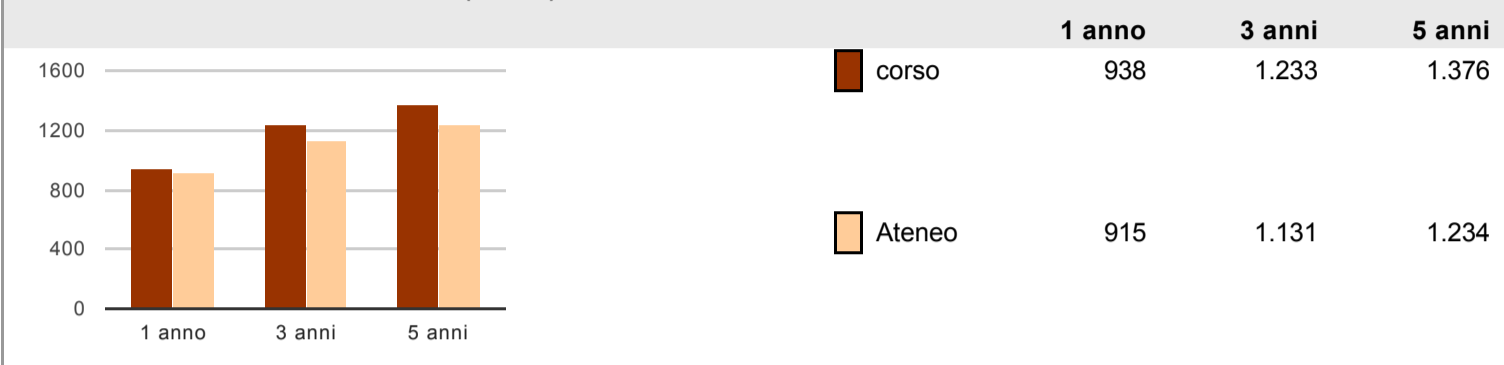 1 anno 3 anni 5 anni
1600
1200
800
400
0
1 anno 3 anni 5 anni
corso 938 1.233 1.376
Ateneo 915 1.131 1.234